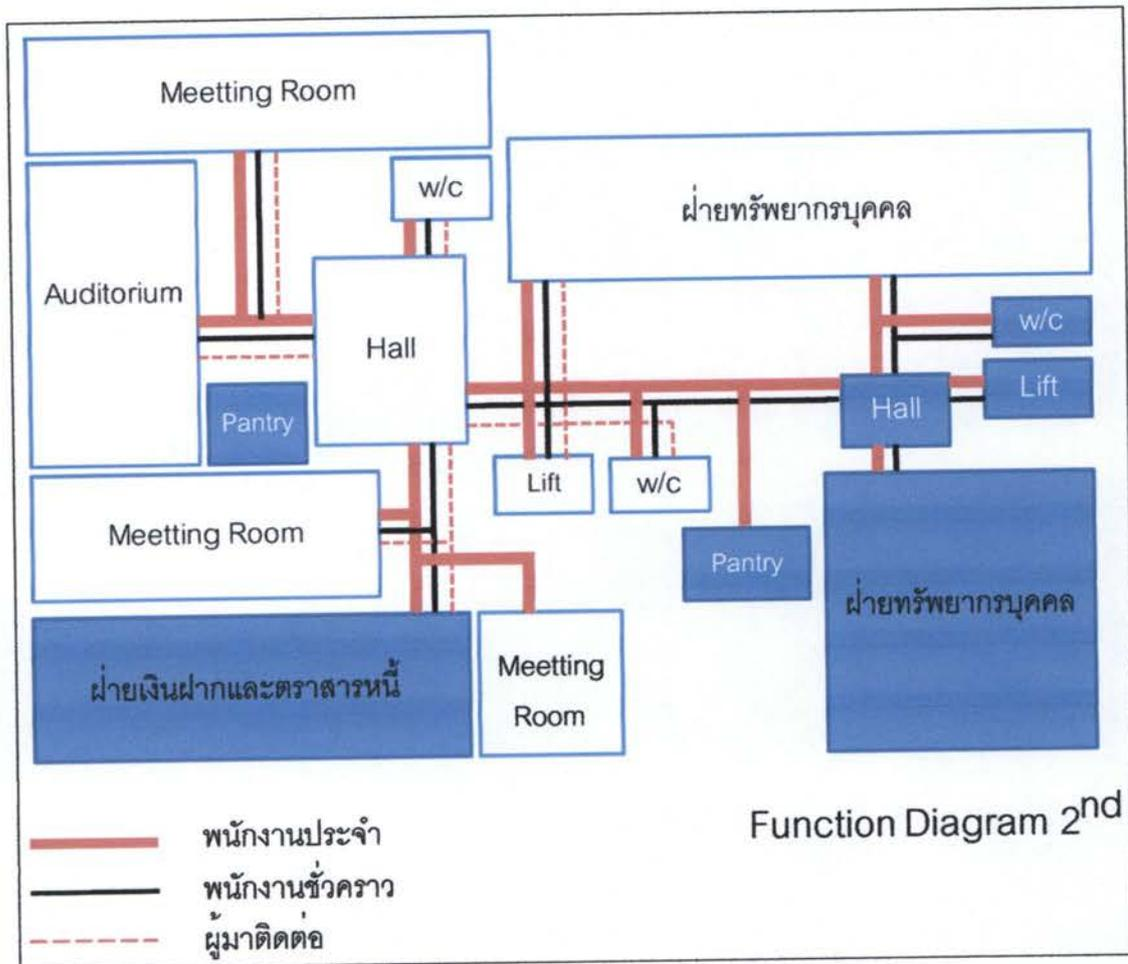 Meetting Room
w/c
ฝ่ายทรัพยากรบุคคล
Auditorium
Hall
w/c
Lift
Hall
Pantry
Lift
w/c
Meetting Room
Pantry
ฝ่ายทรัพยากรบุคคล
ฝ่ายเงินฝากและตราสารหนี้
Meetting
Room
พนักงานประจำ
Function Diagram 2nd
พนักงานชั่วคราว
ผู้มาติดต่อ